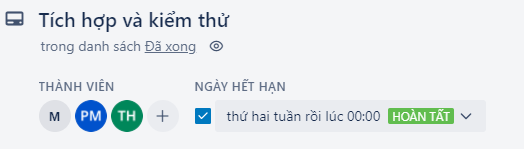 Tích hợp và kiểm thử
trong danh sách Đã xong
THÀNH VIÊN
M PM TH +
NGÀY HẾT HẠN
thứ hai tuần rồi lúc 00:00 HOÀN TẤT